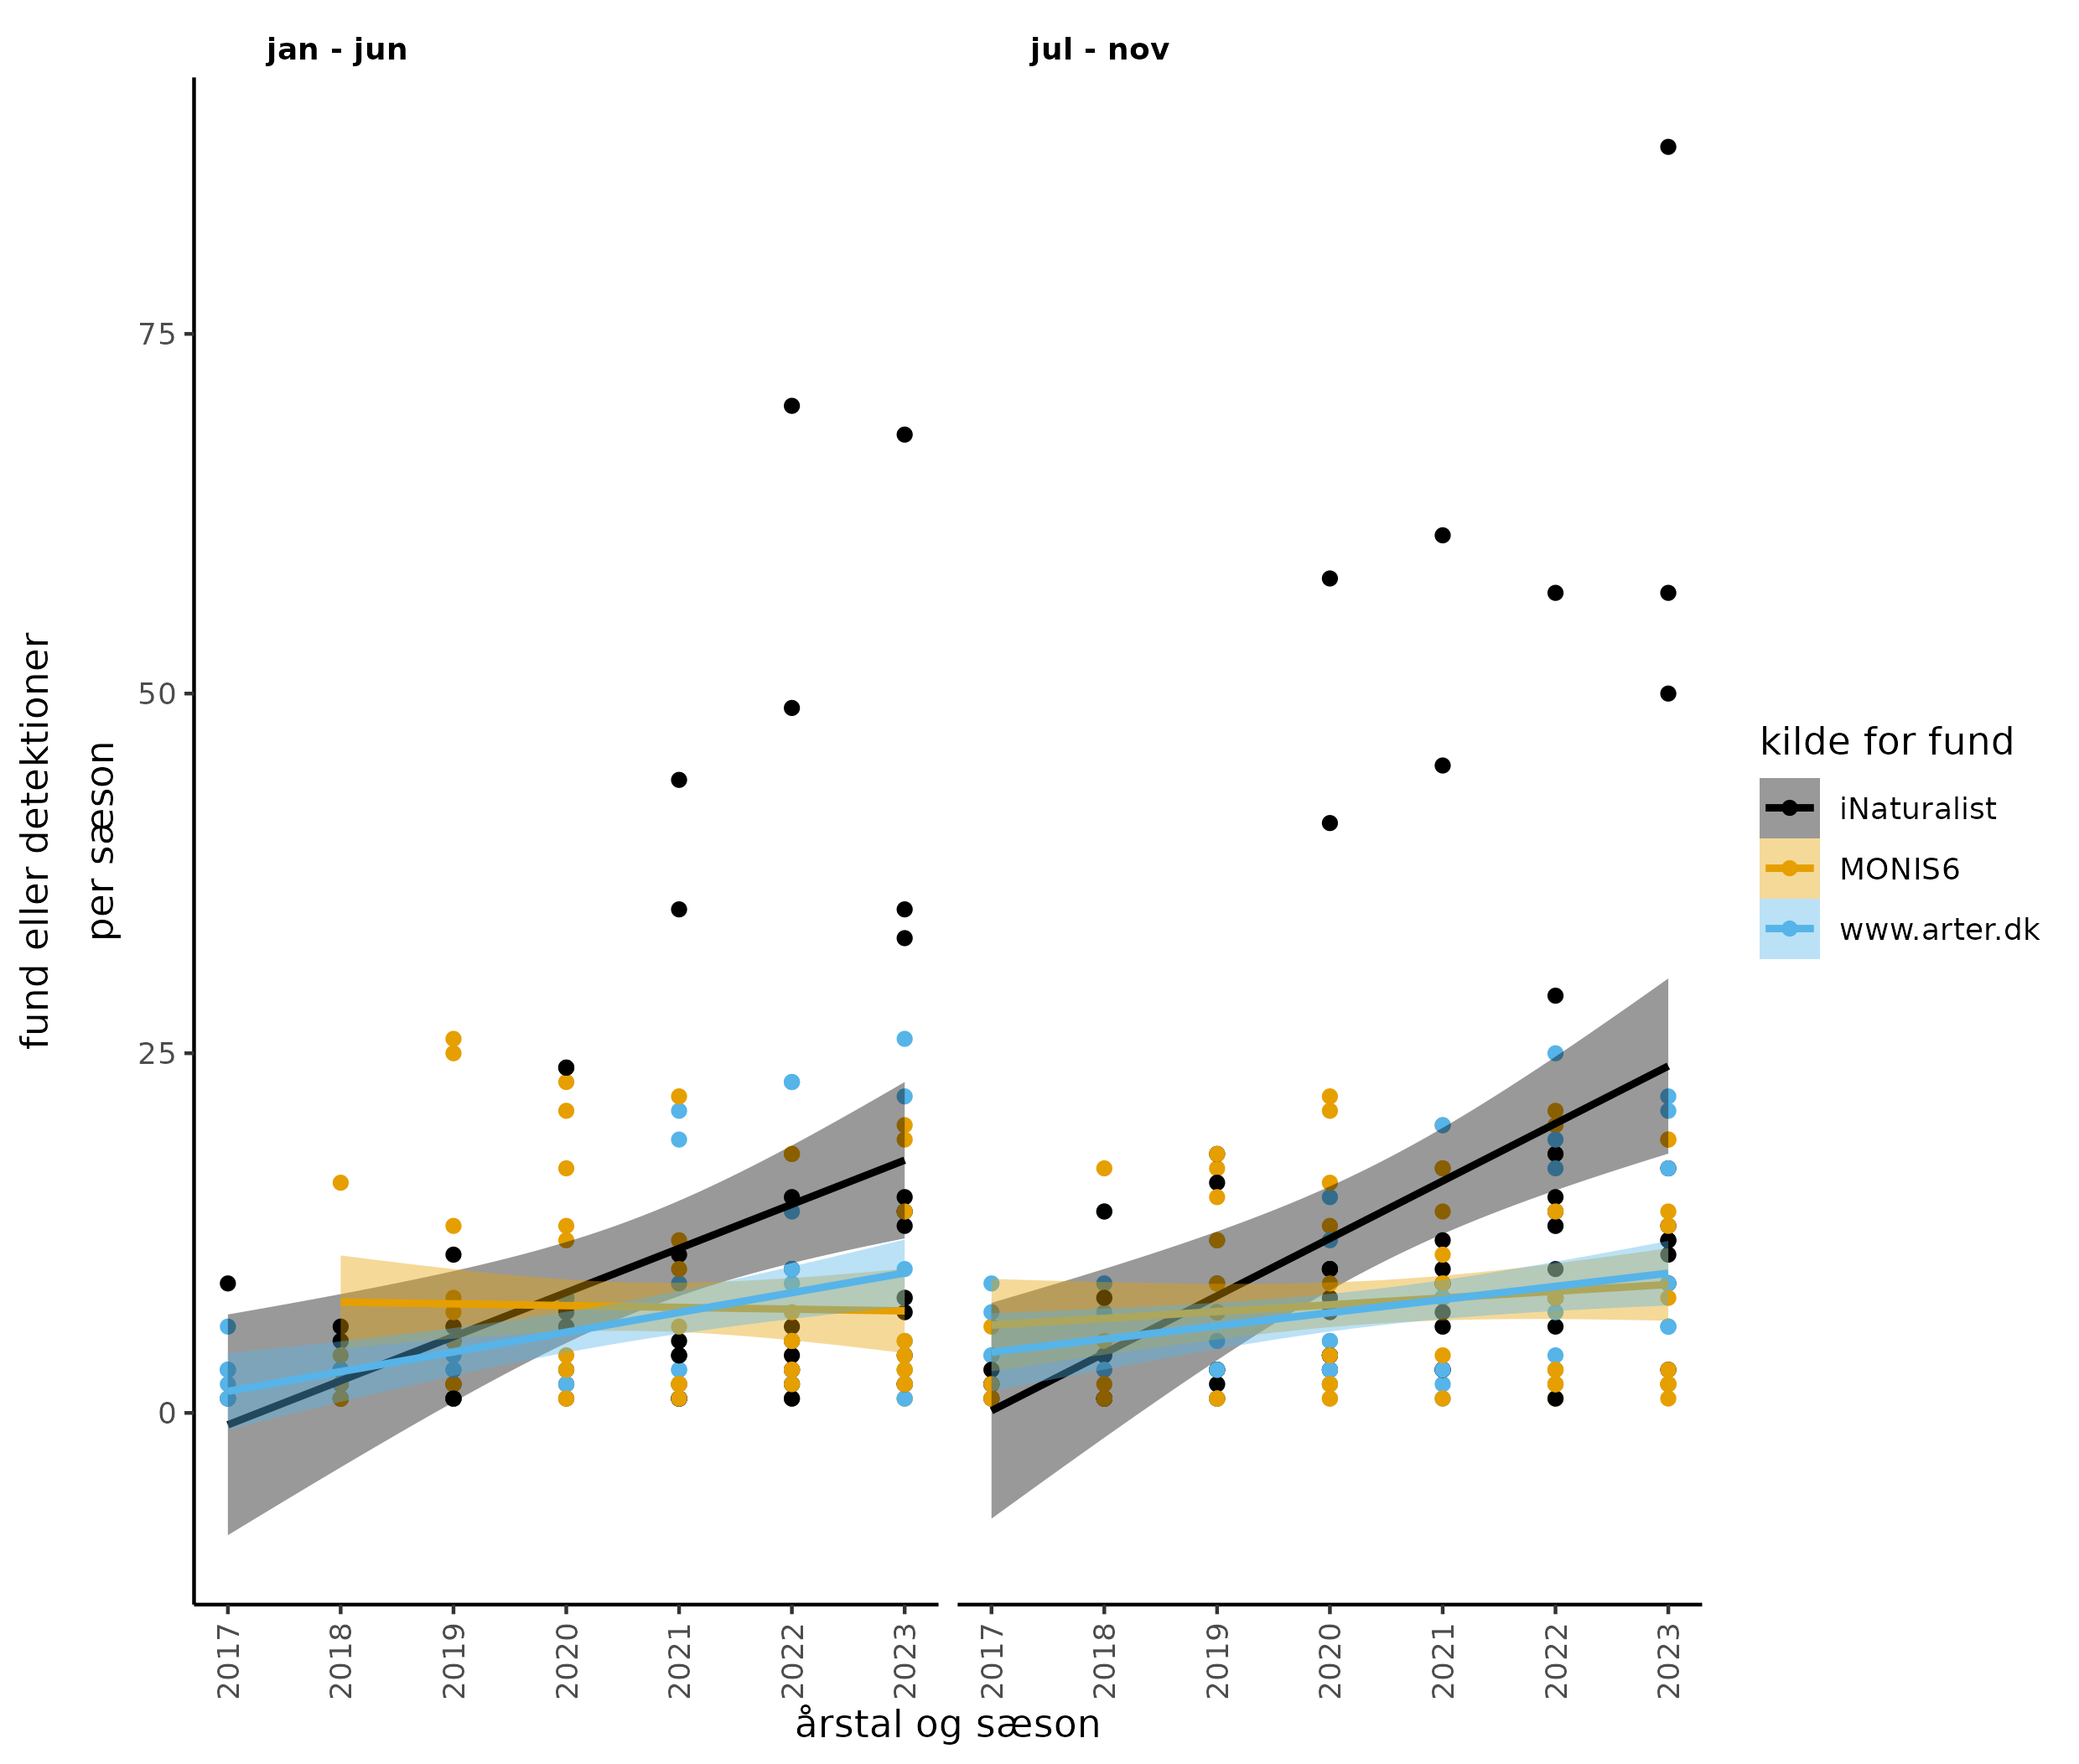 jan - jun
jul - nov
fund eller detektioner
per sæson
75
50
25
0
2017
2018
2019
2020
2021
2022
2023
2017
2018
2019
2020
2021
2022
2023
årstal og sæson
kilde for fund
iNaturalist
MONIS6
www.arter.dk